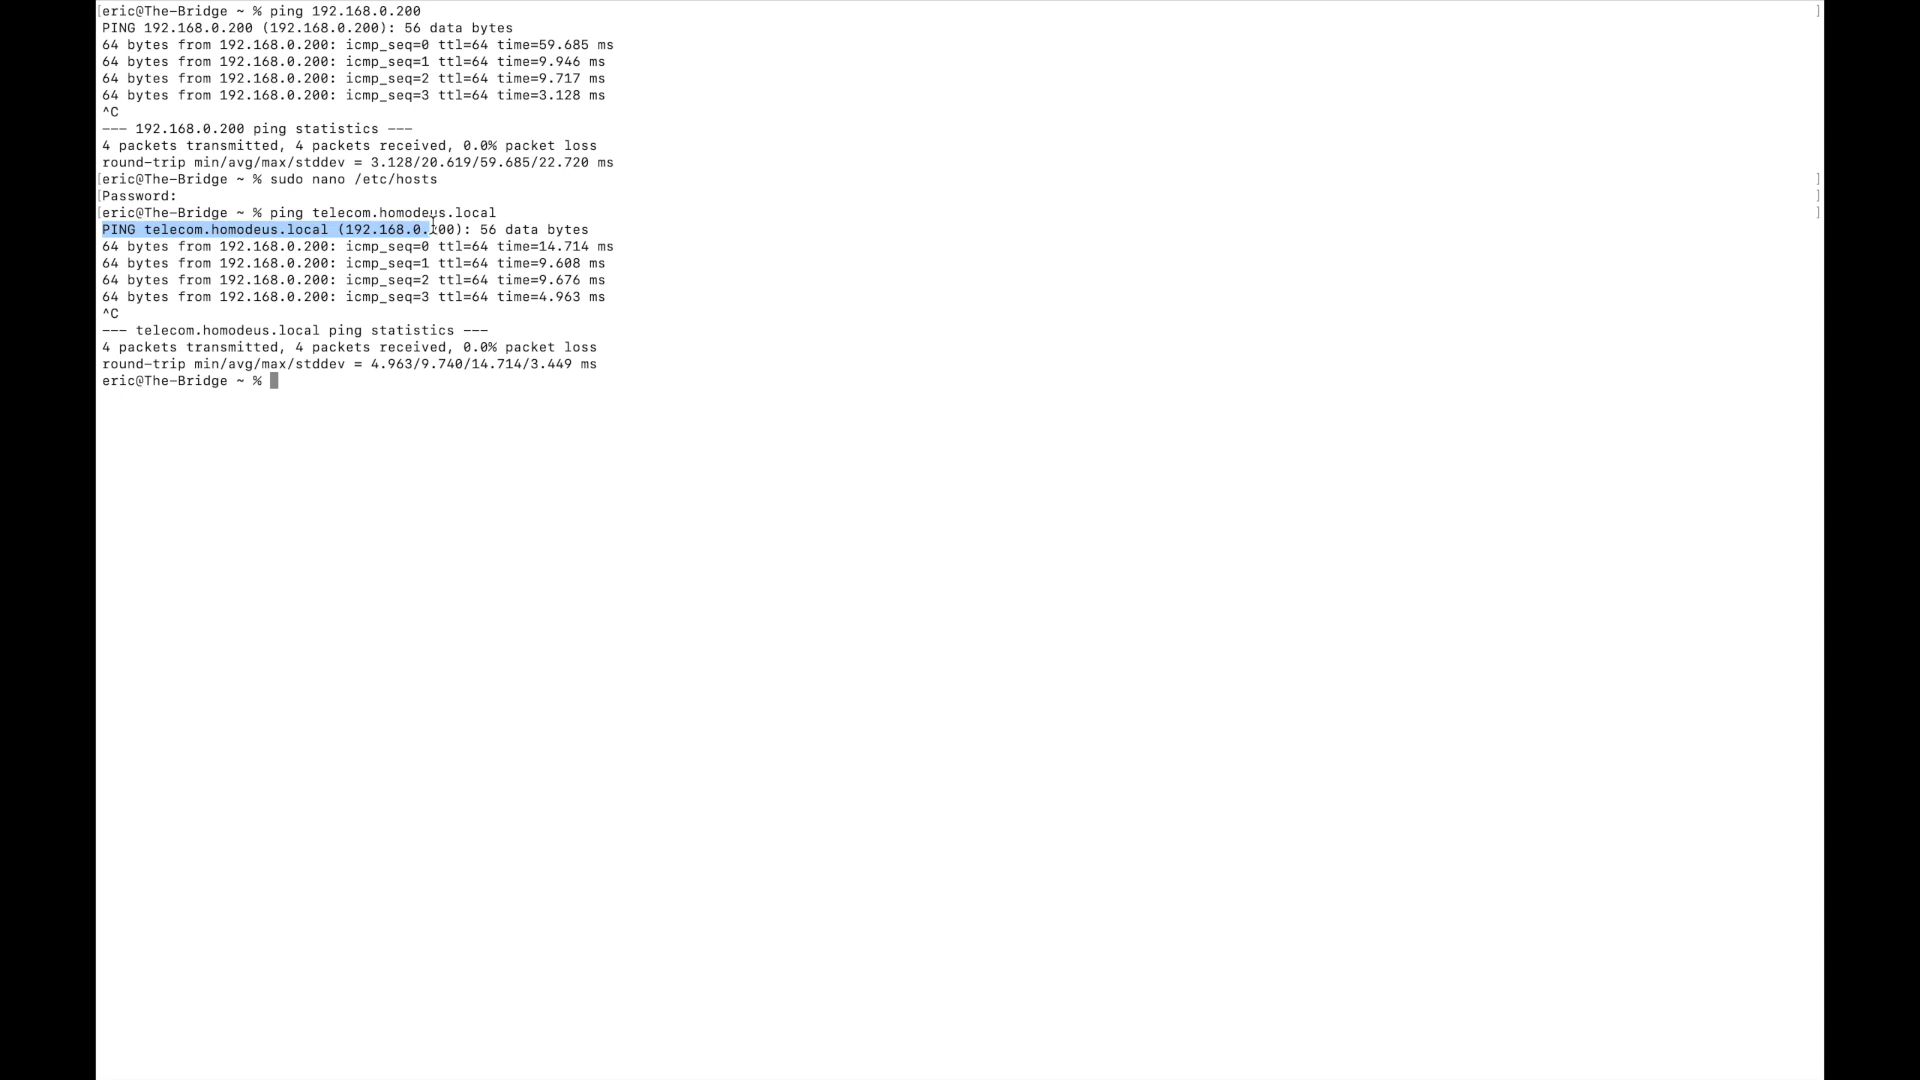 [eric@The-Bridge ~ % ping 192.168.0.200 ]
PING 192.168.0.200 (192.168.0.200): 56 data bytes
64 bytes from 192.168.0.200: icmp_seq=0 ttl=64 time=59.685 ms
64 bytes from 192.168.0.200: icmp_seq=1 ttl=64 time=9.946 ms
64 bytes from 192.168.0.200: icmp_seq=2 ttl=64 time=9.717 ms
64 bytes from 192.168.0.200: icmp_seq=3 ttl=64 time=3.128 ms
^C
--- 192.168.0.200 ping statistics ---
4 packets transmitted, 4 packets received, 0.0% packet loss
round-trip min/avg/max/stddev = 3.128/20.619/59.685/22.720 ms
[eric@The-Bridge ~ % sudo nano /etc/hosts ]
[Password: ]
[eric@The-Bridge ~ % ping telecom.homodeus.local ]
PING telecom.homodeus.local (192.168.0.200): 56 data bytes
64 bytes from 192.168.0.200: icmp_seq=0 ttl=64 time=14.714 ms
64 bytes from 192.168.0.200: icmp_seq=1 ttl=64 time=9.608 ms
64 bytes from 192.168.0.200: icmp_seq=2 ttl=64 time=9.676 ms
64 bytes from 192.168.0.200: icmp_seq=3 ttl=64 time=4.963 ms
^C
--- telecom.homodeus.local ping statistics ---
4 packets transmitted, 4 packets received, 0.0% packet loss
round-trip min/avg/max/stddev = 4.963/9.740/14.714/3.449 ms
eric@The-Bridge ~ %